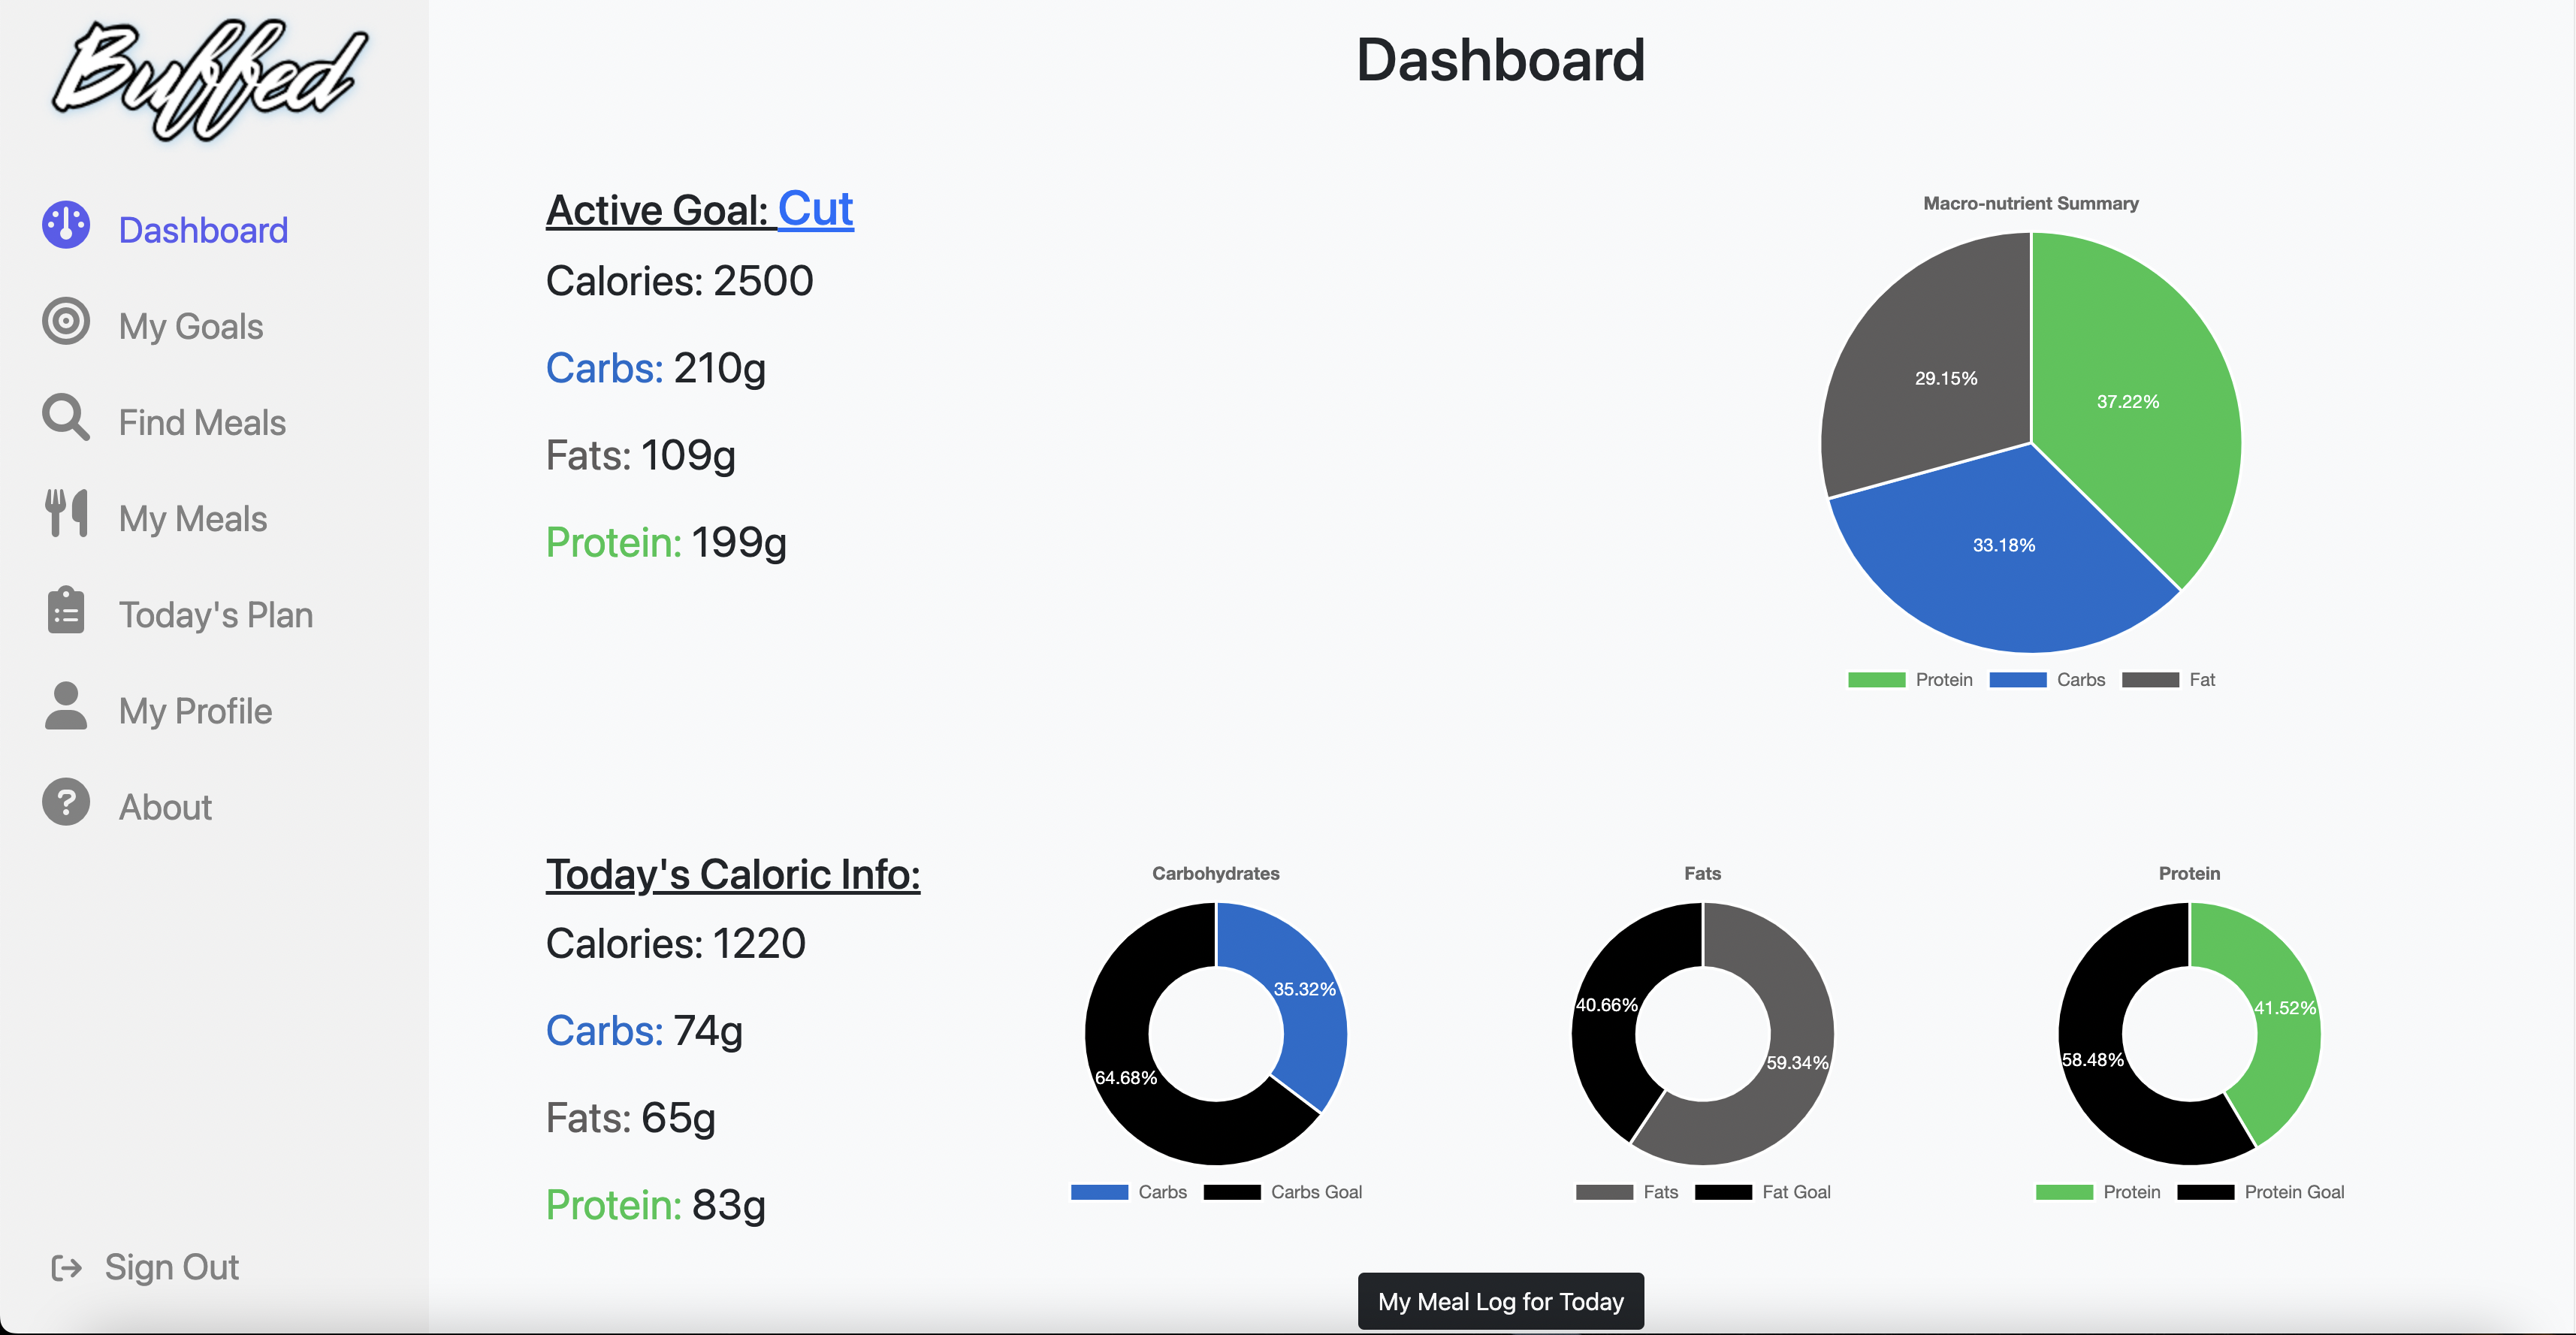 Buffed
Dashboard
My Goals
Find Meals
My Meals
Today's Plan
My Profile
About
Sign Out
Dashboard
Active Goal: Cut
Calories: 2500
Carbs: 210g
Fats: 109g
Protein: 199g
Macro-nutrient Summary
29.15%
37.22%
33.18%
Protein Carbs Fat
Today's Caloric Info:
Calories: 1220
Carbs: 74g
Fats: 65g
Protein: 83g
Carbohydrates
35.32%
64.68%
Carbs Carbs Goal
Fats
40.66%
59.34%
Fats Fat Goal
Protein
41.52%
58.48%
Protein Protein Goal
My Meal Log for Today